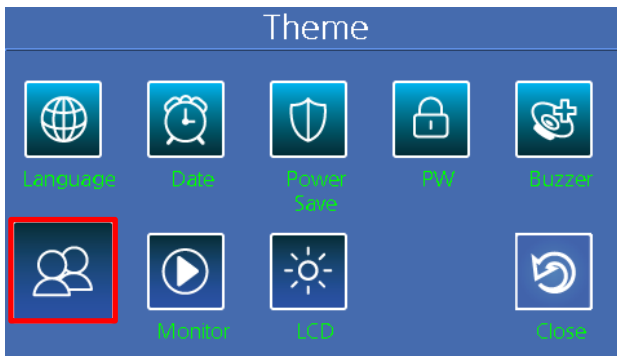 Theme
Language
Date
Power
Save
PW
Buzzer
Monitor
LCD
Close